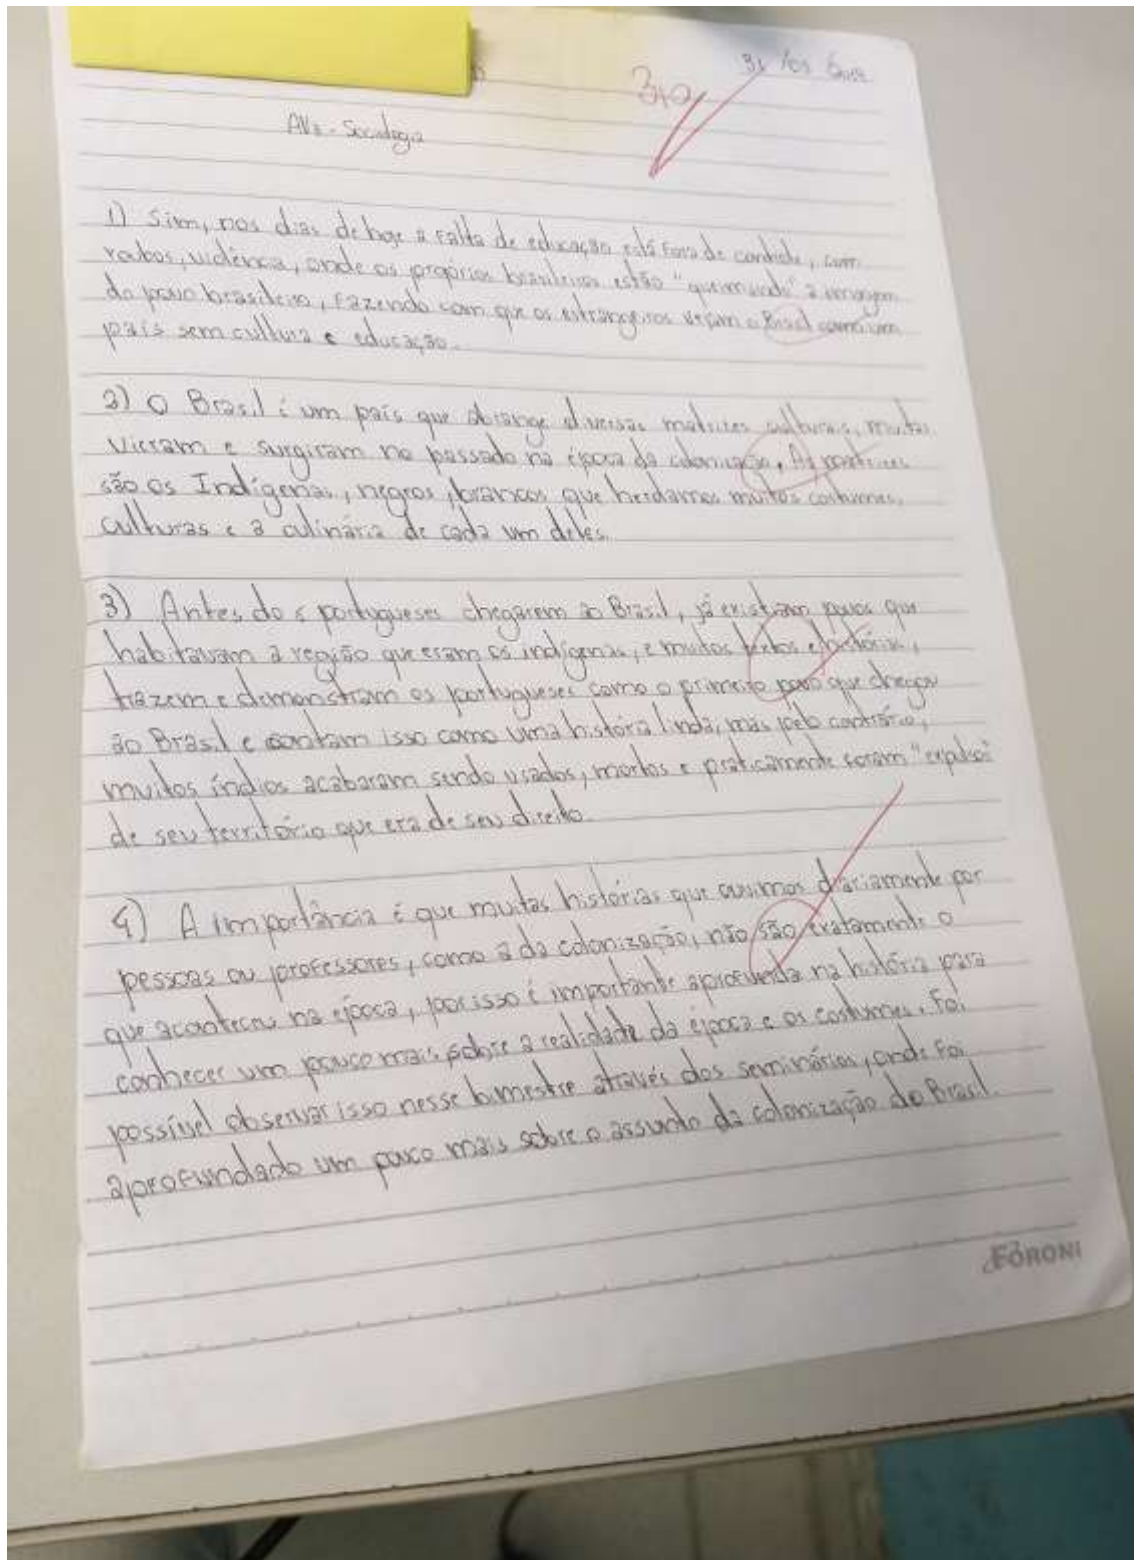 3,0
AV2 - Sociologia
1) Sim, nos dias de hoje a falta de educação está fora de controle, com
roubos, violência, onde os próprios brasileiros estão "queimando" a imagem
do povo brasileiro, fazendo com que os estrangeiros vejam o Brasil como um
país sem cultura e educação.
2) O Brasil é um país que abrange diversas matrizes culturais, muitas
vieram e surgiram no passado na época da colonização. As matrizes
são os Indígenas, negros, brancos que herdamos muitos costumes,
culturas e a culinária de cada um deles.
3) Antes dos portugueses chegarem ao Brasil, já existiam povos que
habitavam a região que eram os indígenas, e muitos textos e histórias,
trazem e demonstram os portugueses como o primeiro povo que chegou
ao Brasil e contam isso como uma história linda, mas pelo contrário,
muitos índios acabaram sendo usados, mortos e praticamente foram "expulsos"
de seu território que era de seu direito.
4) A importância é que muitas histórias que ouvimos diariamente por
pessoas ou professores, como a da colonização, não são exatamente o
que aconteceu na época, por isso é importante aprofunda na história para
conhecer um pouco mais sobre a realidade da época e os costumes. Foi
possível observar isso nesse bimestre através dos seminários, onde foi
aprofundado um pouco mais sobre o assunto da colonização do Brasil.
FORONI